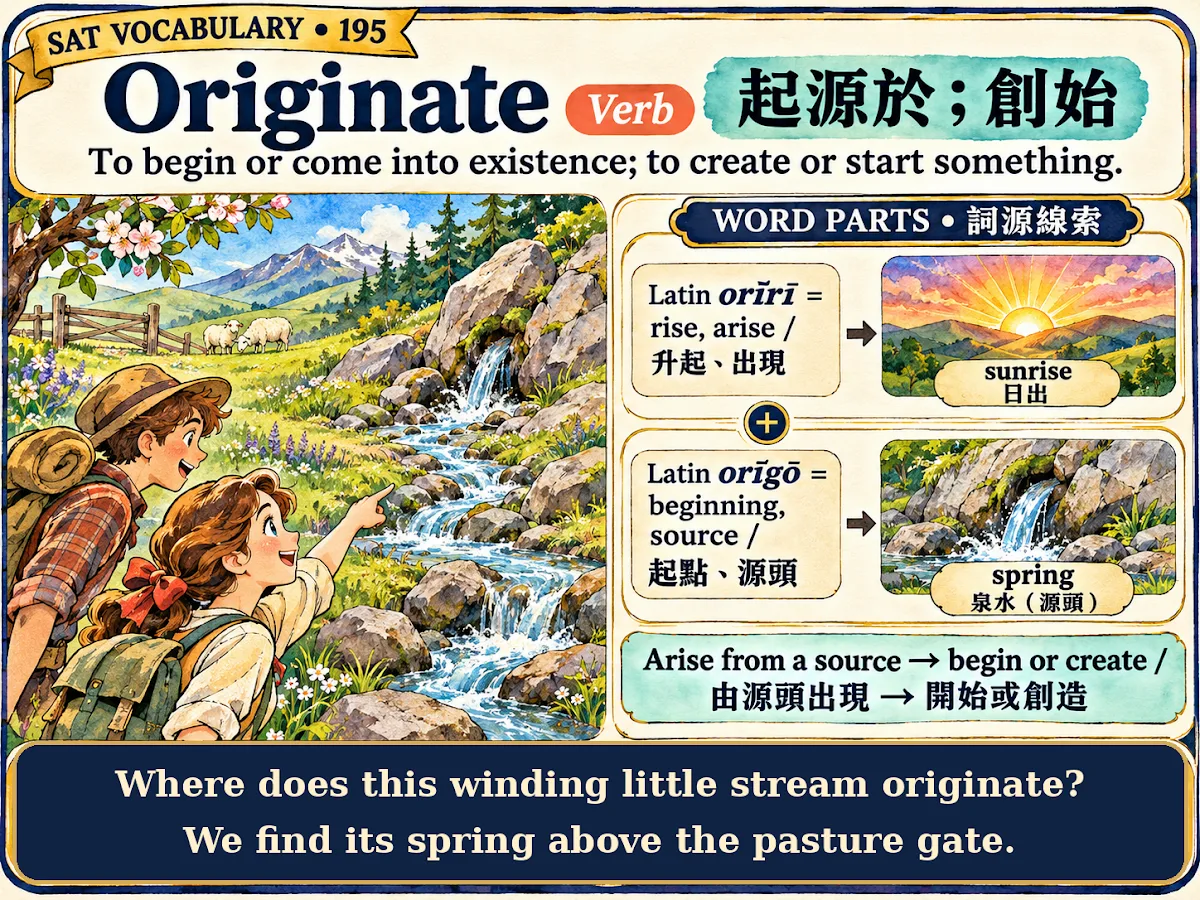 SAT VOCABULARY • 195
Originate
Verb
起源於；創始
To begin or come into existence; to create or start something.
WORD PARTS • 詞源線索
Latin orīrī =
rise, arise /
升起、出現
sunrise
日出
+
Latin orīgō =
beginning,
source /
起點、源頭
spring
泉水（源頭）
Arise from a source → begin or create /
由源頭出現 → 開始或創造
Where does this winding little stream originate?
We find its spring above the pasture gate.